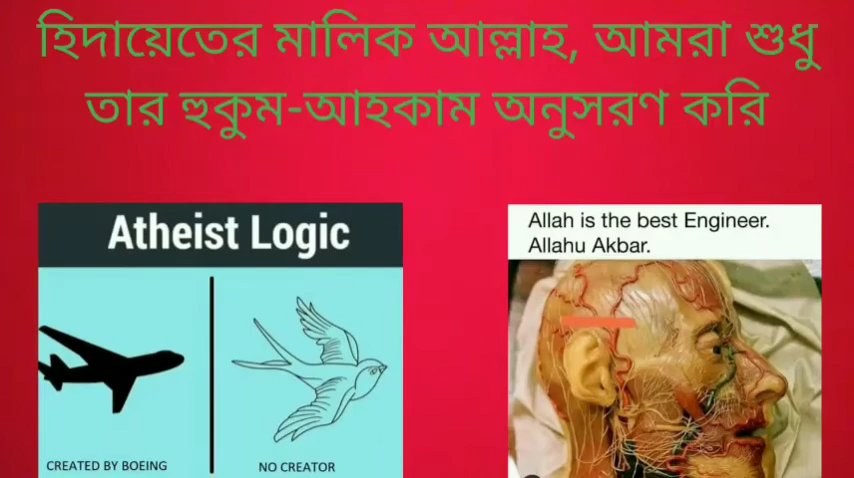 হিদায়েতের মালিক আল্লাহ, আমরা শুধু
তার হুকুম-আহকাম অনুসরণ করি
Atheist Logic
CREATED BY BOEING
NO CREATOR
Allah is the best Engineer.
Allahu Akbar.